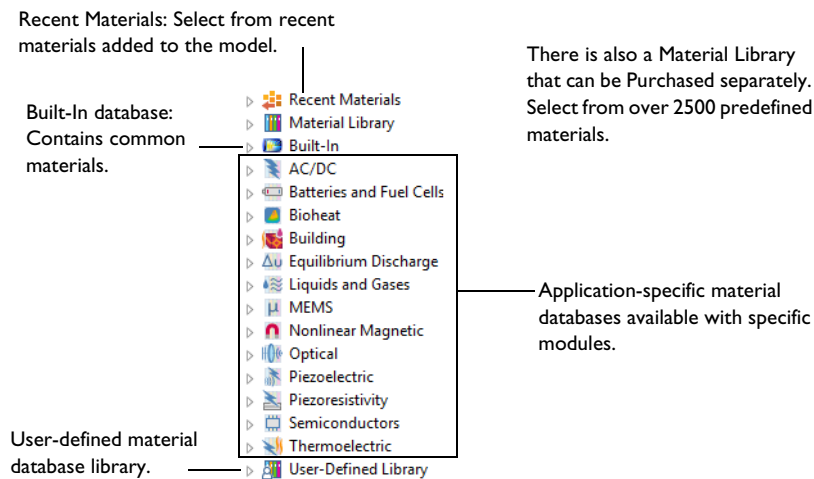 Recent Materials: Select from recent
materials added to the model.
There is also a Material Library
that can be Purchased separately.
Select from over 2500 predefined
materials.
Built-In database:
Contains common
materials.
Recent Materials
Material Library
Built-In
AC/DC
Batteries and Fuel Cells
Bioheat
Building
Δυ Equilibrium Discharge
Liquids and Gases
μ MEMS
Nonlinear Magnetic
Optical
Piezoelectric
Piezoresistivity
Semiconductors
Thermoelectric
User-Defined Library
Application-specific material
databases available with specific
modules.
User-defined material
database library.